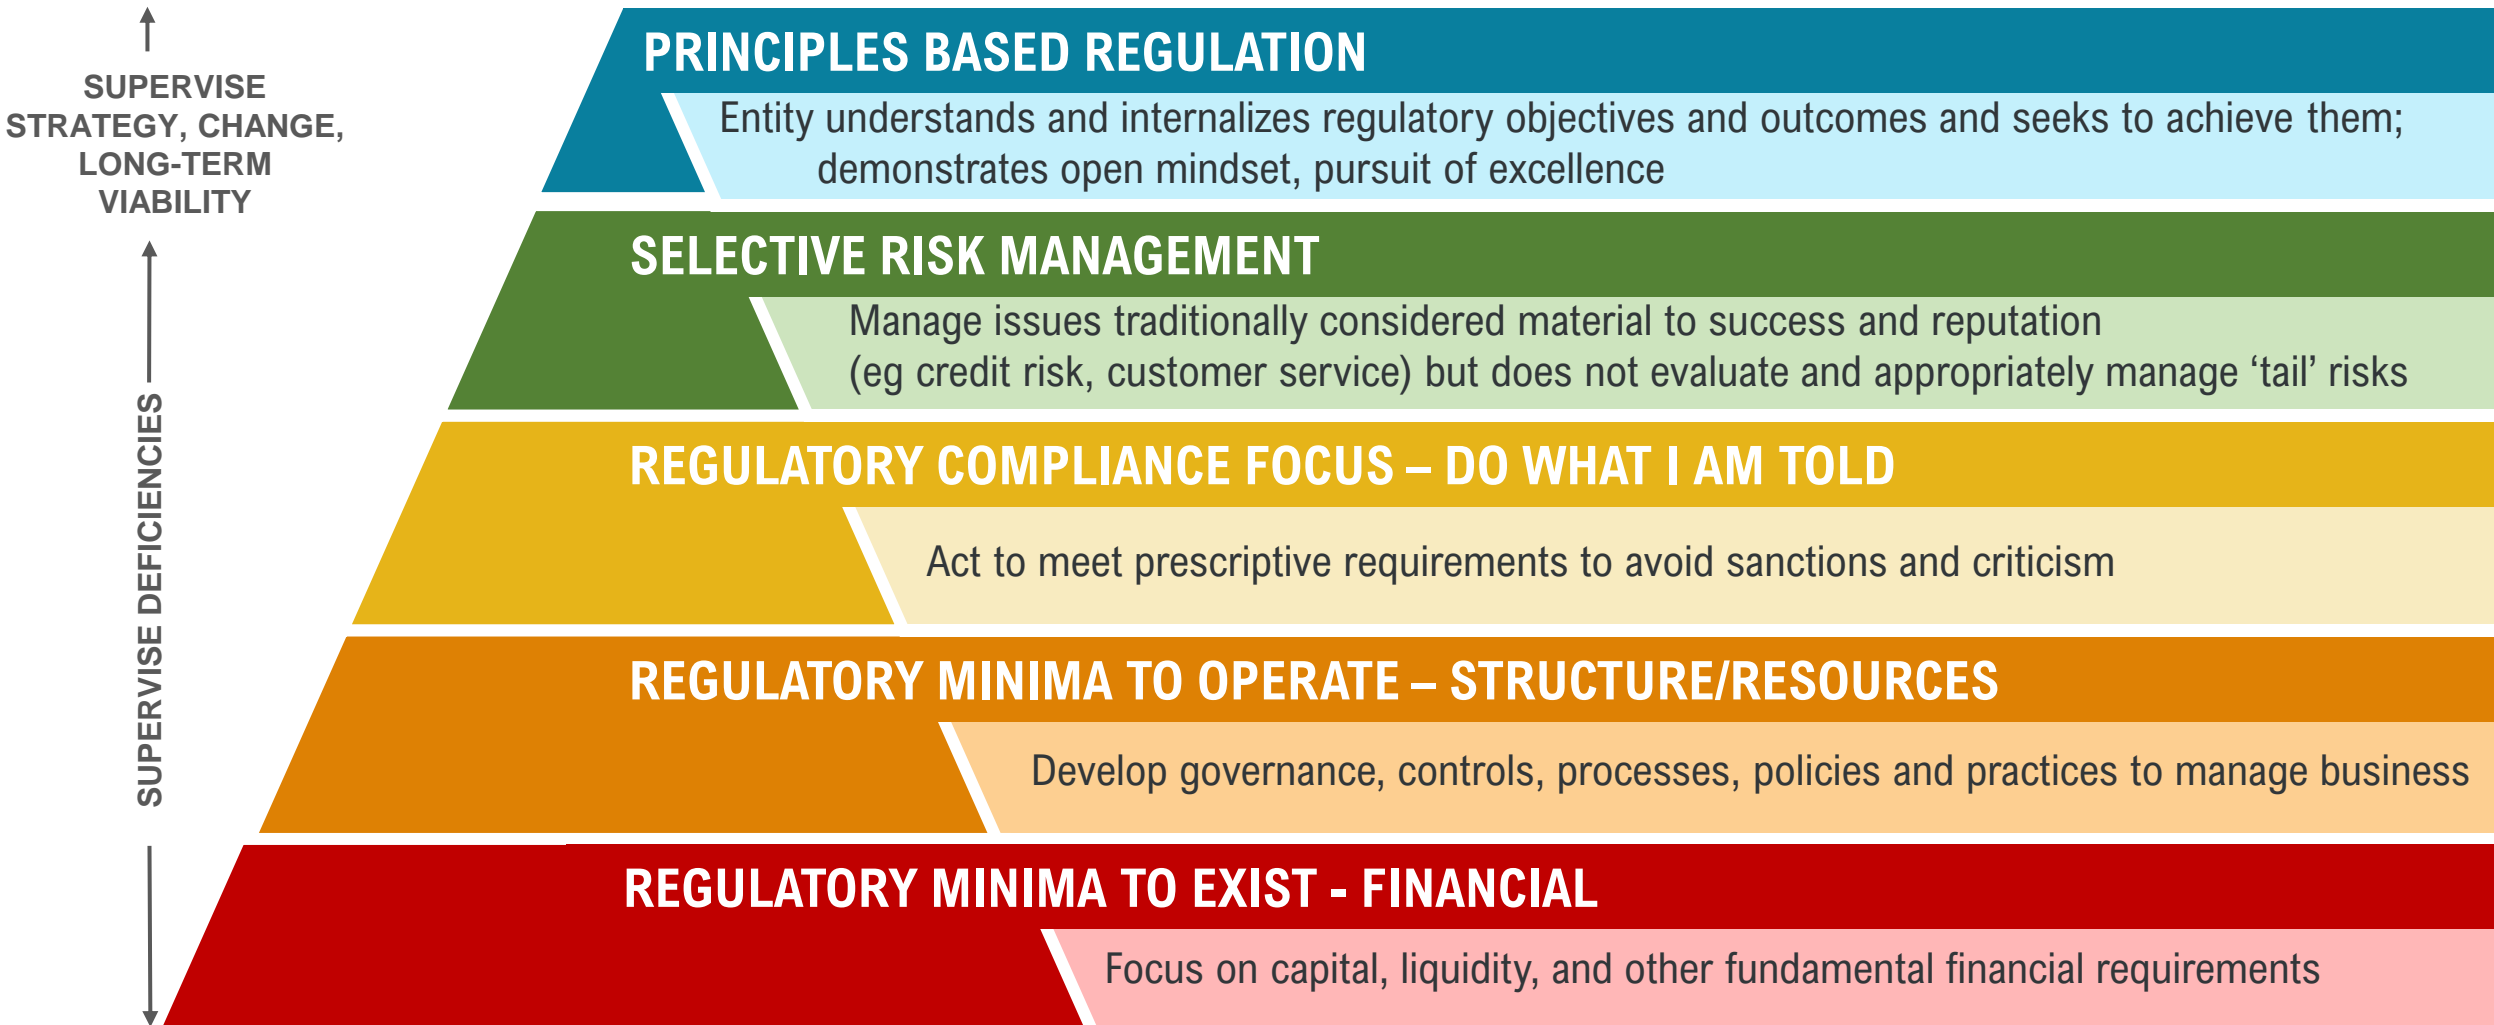 SUPERVISE
STRATEGY, CHANGE,
LONG-TERM
VIABILITY
SUPERVISE DEFICIENCIES
PRINCIPLES BASED REGULATION
Entity understands and internalizes regulatory objectives and outcomes and seeks to achieve them;
demonstrates open mindset, pursuit of excellence
SELECTIVE RISK MANAGEMENT
Manage issues traditionally considered material to success and reputation
(eg credit risk, customer service) but does not evaluate and appropriately manage ‘tail’ risks
REGULATORY COMPLIANCE FOCUS – DO WHAT I AM TOLD
Act to meet prescriptive requirements to avoid sanctions and criticism
REGULATORY MINIMA TO OPERATE – STRUCTURE/RESOURCES
Develop governance, controls, processes, policies and practices to manage business
REGULATORY MINIMA TO EXIST - FINANCIAL
Focus on capital, liquidity, and other fundamental financial requirements